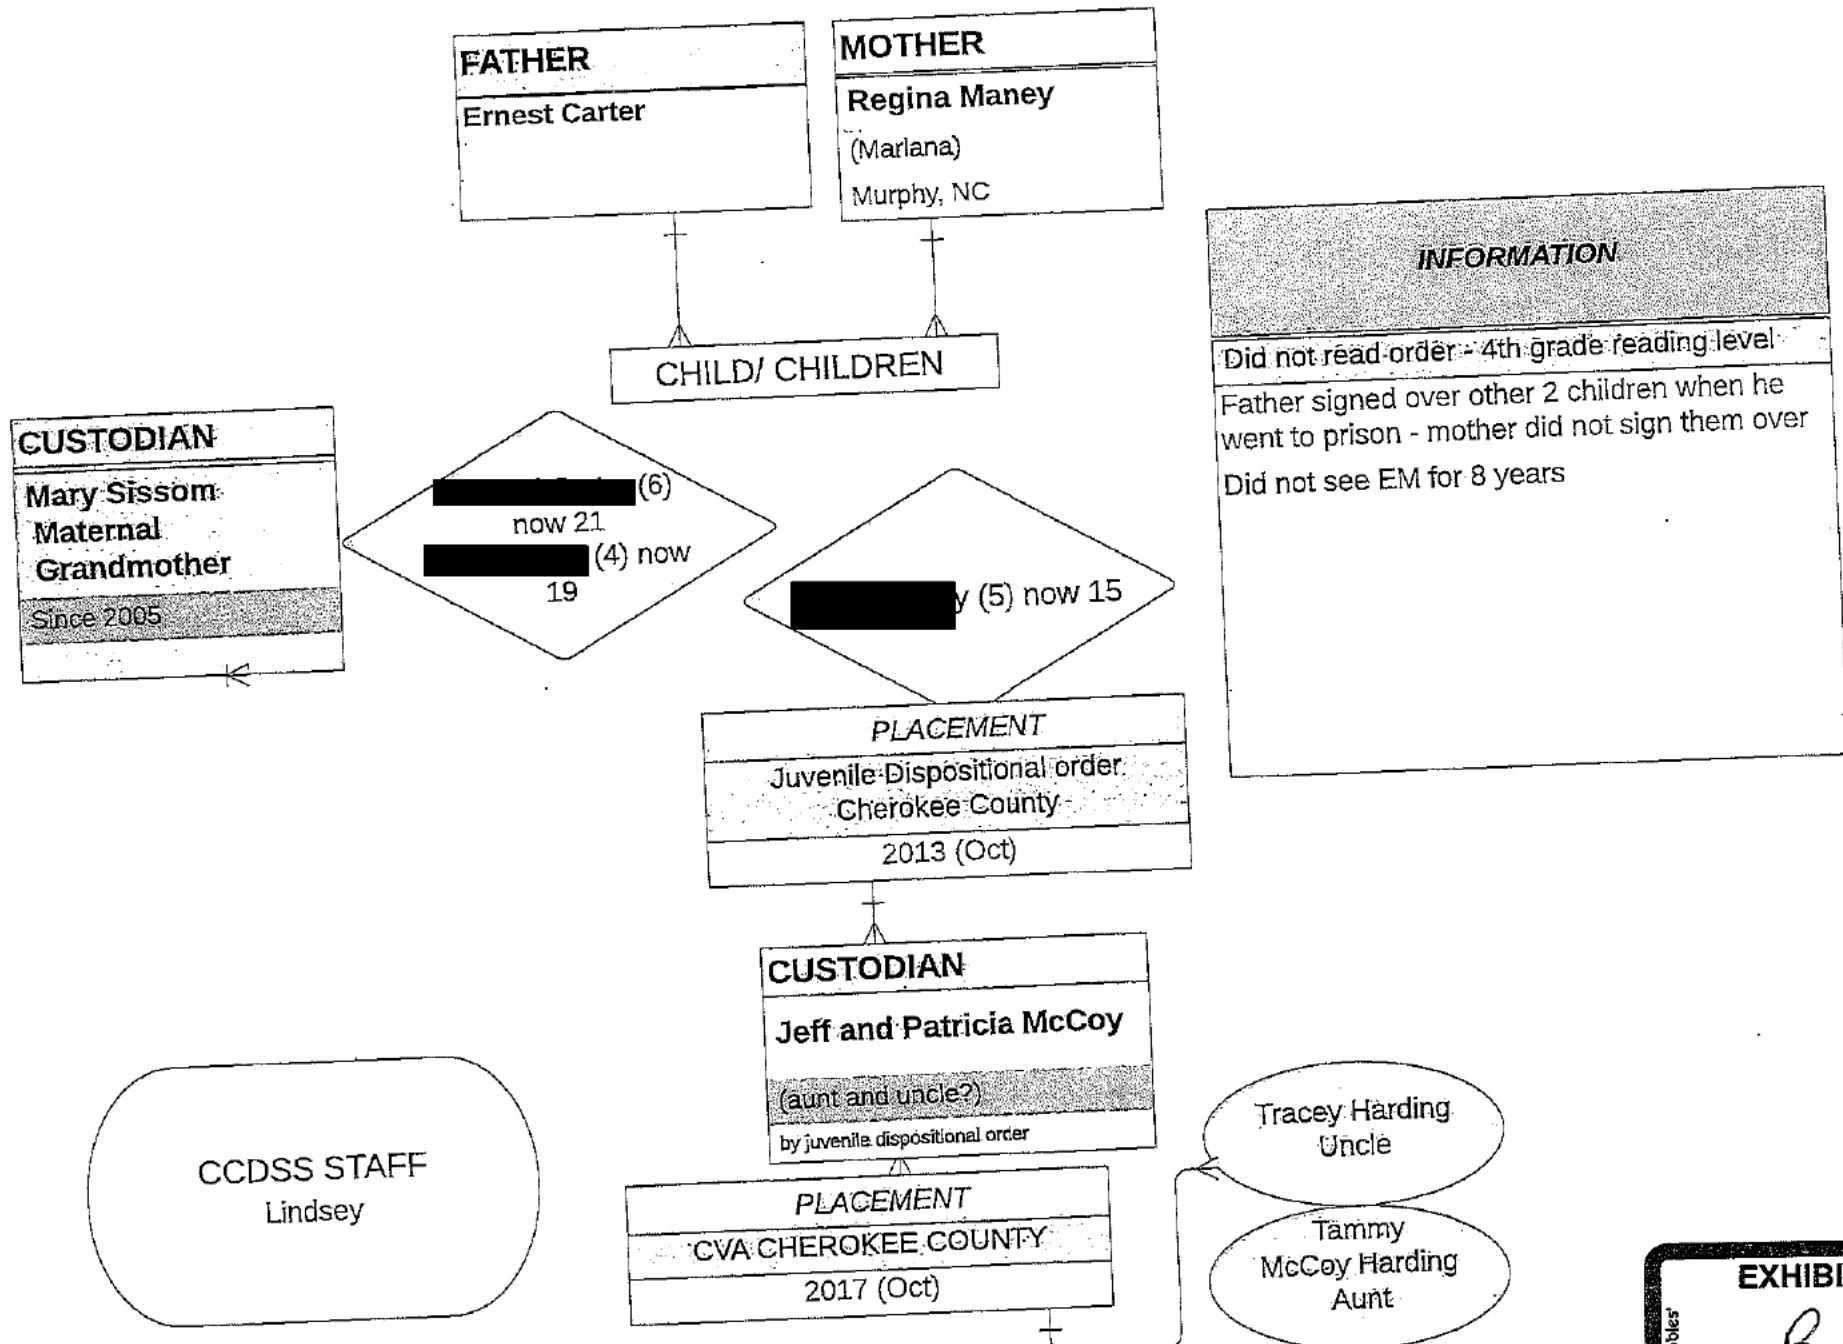 FATHER
Ernest Carter
MOTHER
Regina Maney
(Marlana)
Murphy, NC
INFORMATION
Did not read order - 4th grade reading level
Father signed over other 2 children when he
went to prison - mother did not sign them over
Did not see EM for 8 years
CHILD/ CHILDREN
CUSTODIAN
Mary Sissom
Maternal
Grandmother
Since 2005
(6)
now 21
(4) now
19
y (5) now 15
PLACEMENT
Juvenile Dispositional order
Cherokee County
2013 (Oct)
CUSTODIAN
Jeff and Patricia McCoy
(aunt and uncle?)
by juvenile dispositional order
CCDSS STAFF
Lindsey
PLACEMENT
CVA CHEROKEE COUNTY
2017 (Oct)
Tracey Harding
Uncle
Tammy
McCoy Harding
Aunt